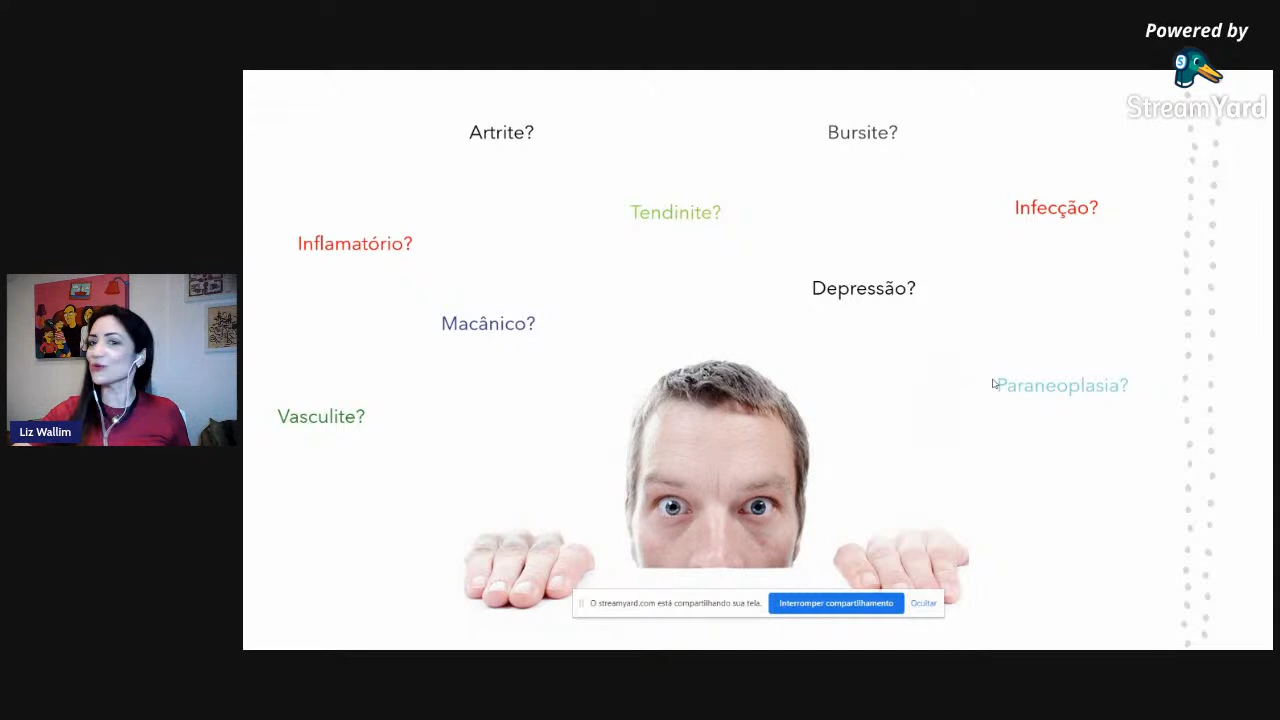 Powered by
StreamYard
Artrite?
Bursite?
Tendinite?
Infecção?
Inflamatório?
Depressão?
Macânico?
Paraneoplasia?
Vasculite?
Liz Wallim
O streamyard.com está compartilhando sua tela.
Interromper compartilhamento
Ocultar